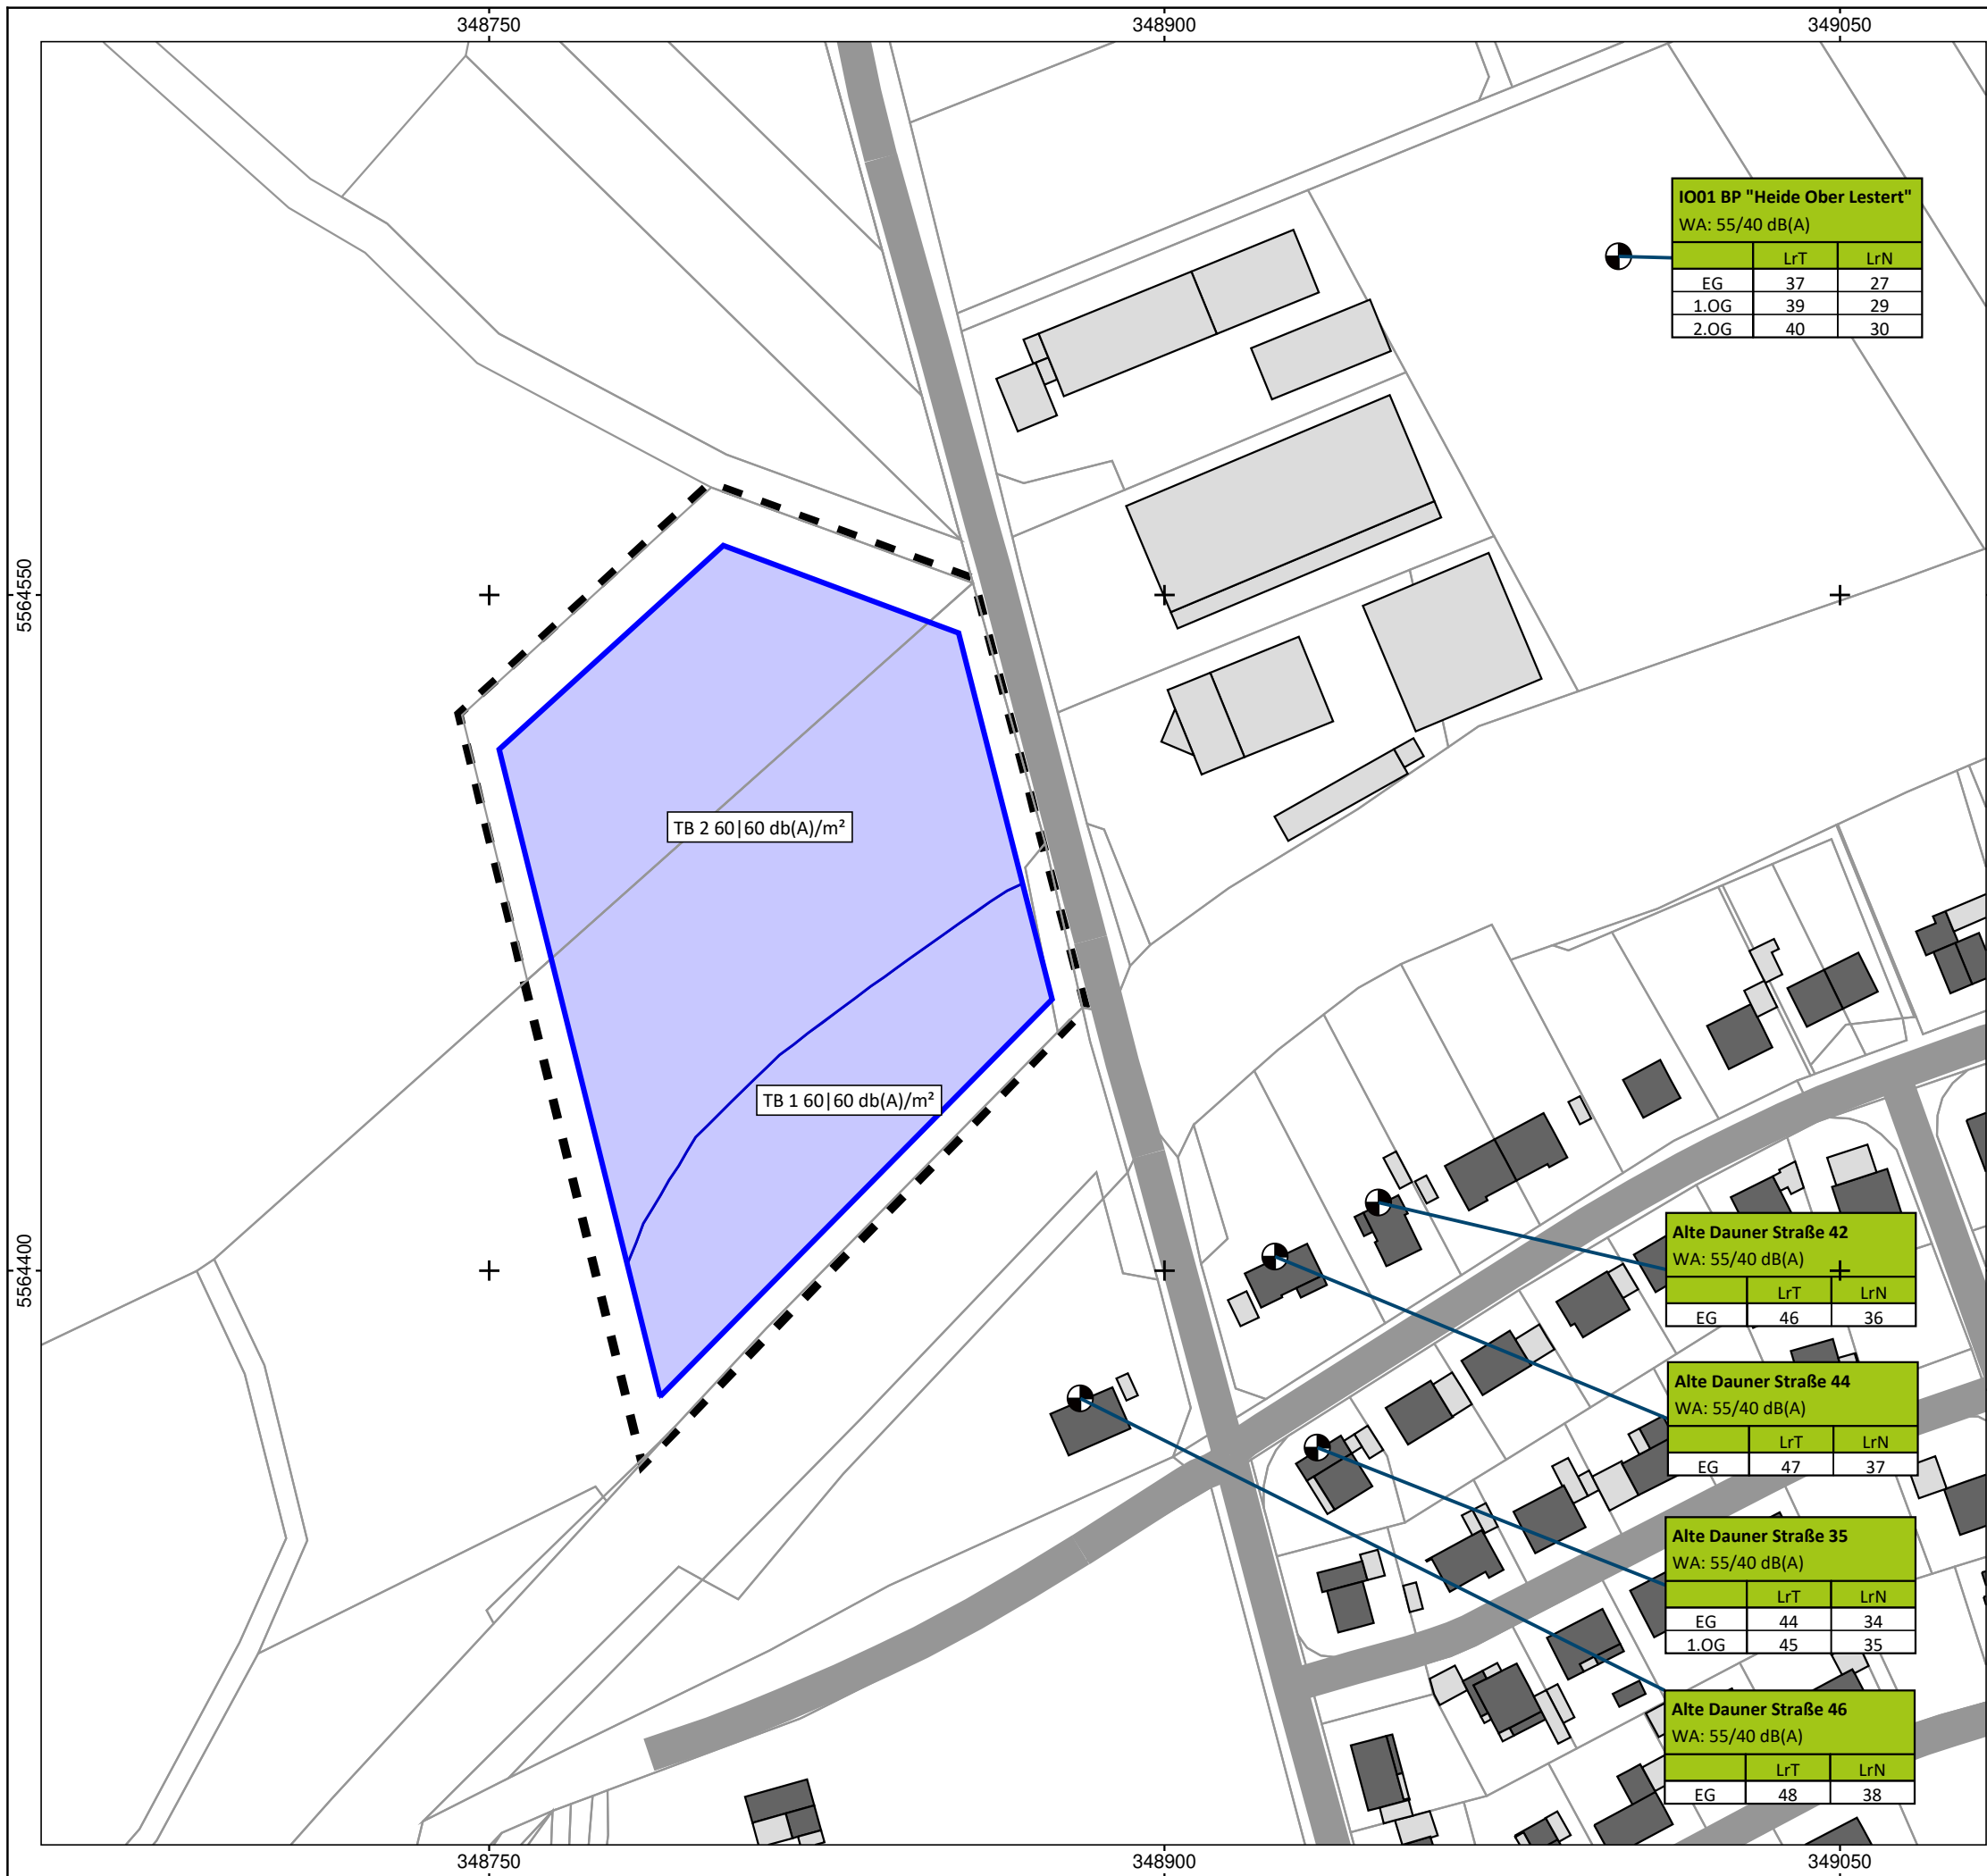 348750 348900 349050
IO01 BP "Heide Ober Lestert"
WA: 55/40 dB(A)
LrT LrN
EG 37 27
1.OG 39 29
2.OG 40 30
5564550
TB 2 60|60 db(A)/m²
TB 1 60|60 db(A)/m²
5564400
Alte Dauner Straße 42
WA: 55/40 dB(A)
LrT LrN
EG 46 36
Alte Dauner Straße 44
WA: 55/40 dB(A)
LrT LrN
EG 47 37
Alte Dauner Straße 35
WA: 55/40 dB(A)
LrT LrN
EG 44 34
1.OG 45 35
Alte Dauner Straße 46
WA: 55/40 dB(A)
LrT LrN
EG 48 38
348750 348900 349050